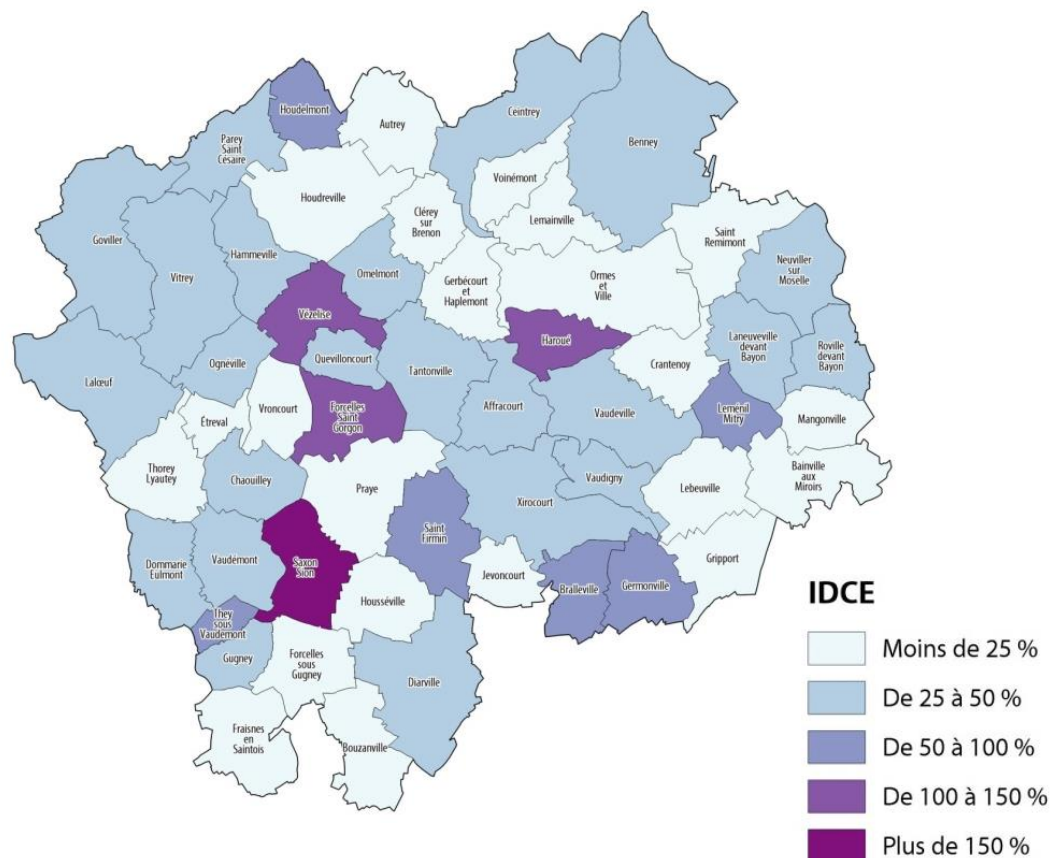 Houdelmont
Autrey
Ceintrey
Benney
Parey
Saint
Césaire
Voinémont
Houdreville
Clérey
sur
Brenon
Lemainville
Saint
Remimont
Goviller
Hammeville
Vitrey
Omelmont
Gerbécourt
et
Haplemont
Ormes
et
Ville
Neuviller
sur
Moselle
Vézelise
Haroué
Laneuveville
devant
Bayon
Roville
devant
Bayon
Quevilloncourt
Ognéville
Tantonville
Crantenoy
Laloeuf
Vroncourt
Forcelles
Saint
Gorgon
Affracourt
Vaudeville
Leménil
Mitry
Mangonville
Étreval
Thorey
Lyautey
Chaouilley
Praye
Xirocourt
Vaudigny
Lebeuville
Bainville
aux
Miroirs
Saint
Firmin
Dommarie
Eulmont
Vaudémont
Saxon
Sion
Jevoncourt
Bralleville
Germonville
Gripport
Housséville
They
sous
Vaudemont
Gugney
Forcelles
sous
Gugney
Diarville
Fraisnes
en
Saintois
Bouzanville
IDCE
Moins de 25 %
De 25 à 50 %
De 50 à 100 %
De 100 à 150 %
Plus de 150 %